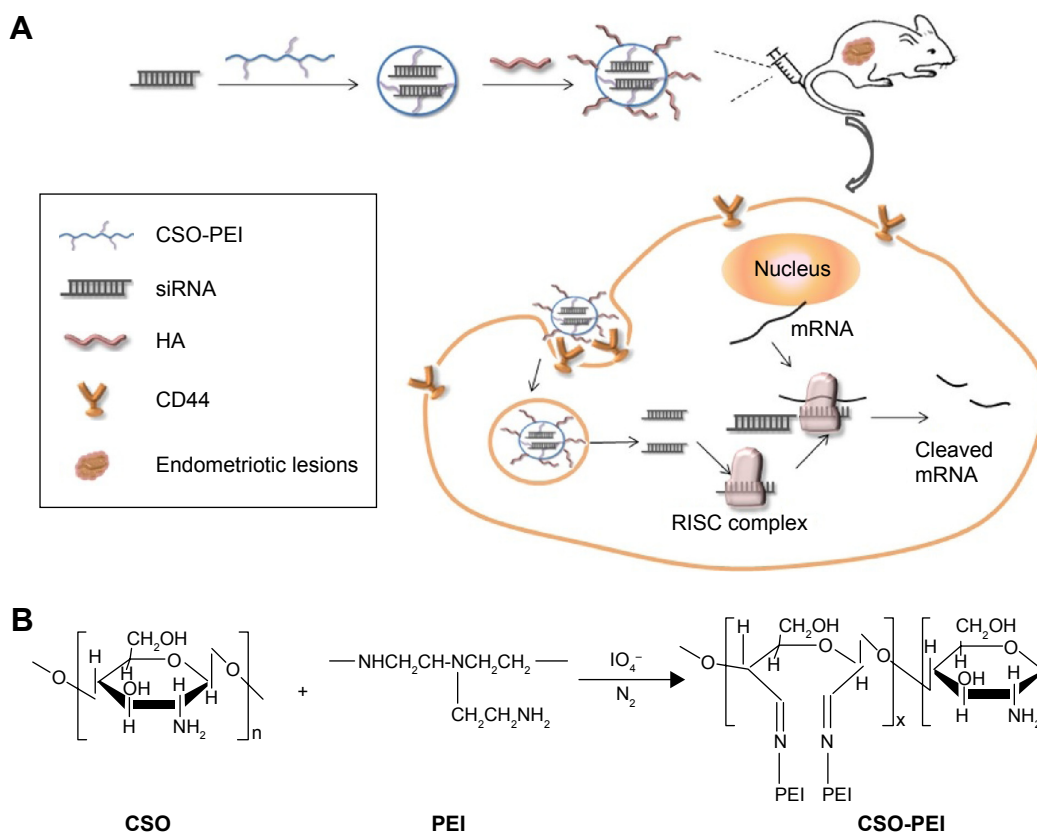 A
CSO-PEI
siRNA
HA
CD44
Endometriotic lesions
Nucleus
mRNA
RISC complex
Cleaved
mRNA
B
CH₂OH
O
H
O
H
OH
H
H
NH₂
H
O
n
+
NHCH₂CH–NCH₂CH₂
CH₂CH₂NH₂
IO₄⁻
N₂
H
CH₂OH
O
O
H
O
N
N
PEI
PEI
x
CH₂OH
O
H
H
OH
H
H
NH₂
H
CSO
PEI
CSO-PEI